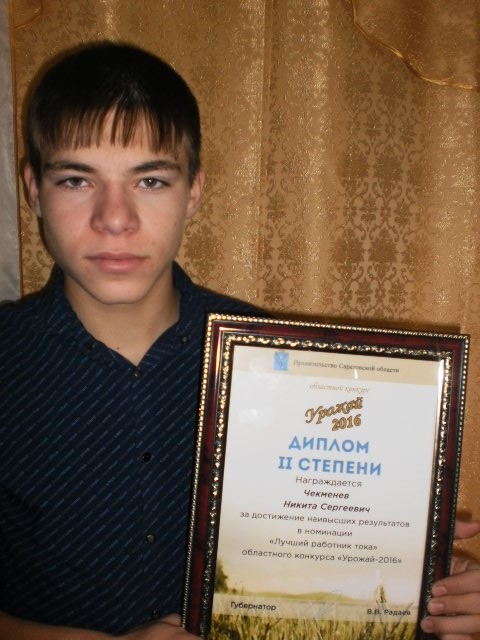 Правительство Саратовской области
областной конкурс
Урожай
2016
ДИПЛОМ
II СТЕПЕНИ
Награждается
Чекменев
Никита Сергеевич
за достижение наивысших результатов
в номинации
«Лучший работник тока»
областного конкурса «Урожай-2016»
Губернатор В.В. Радаев